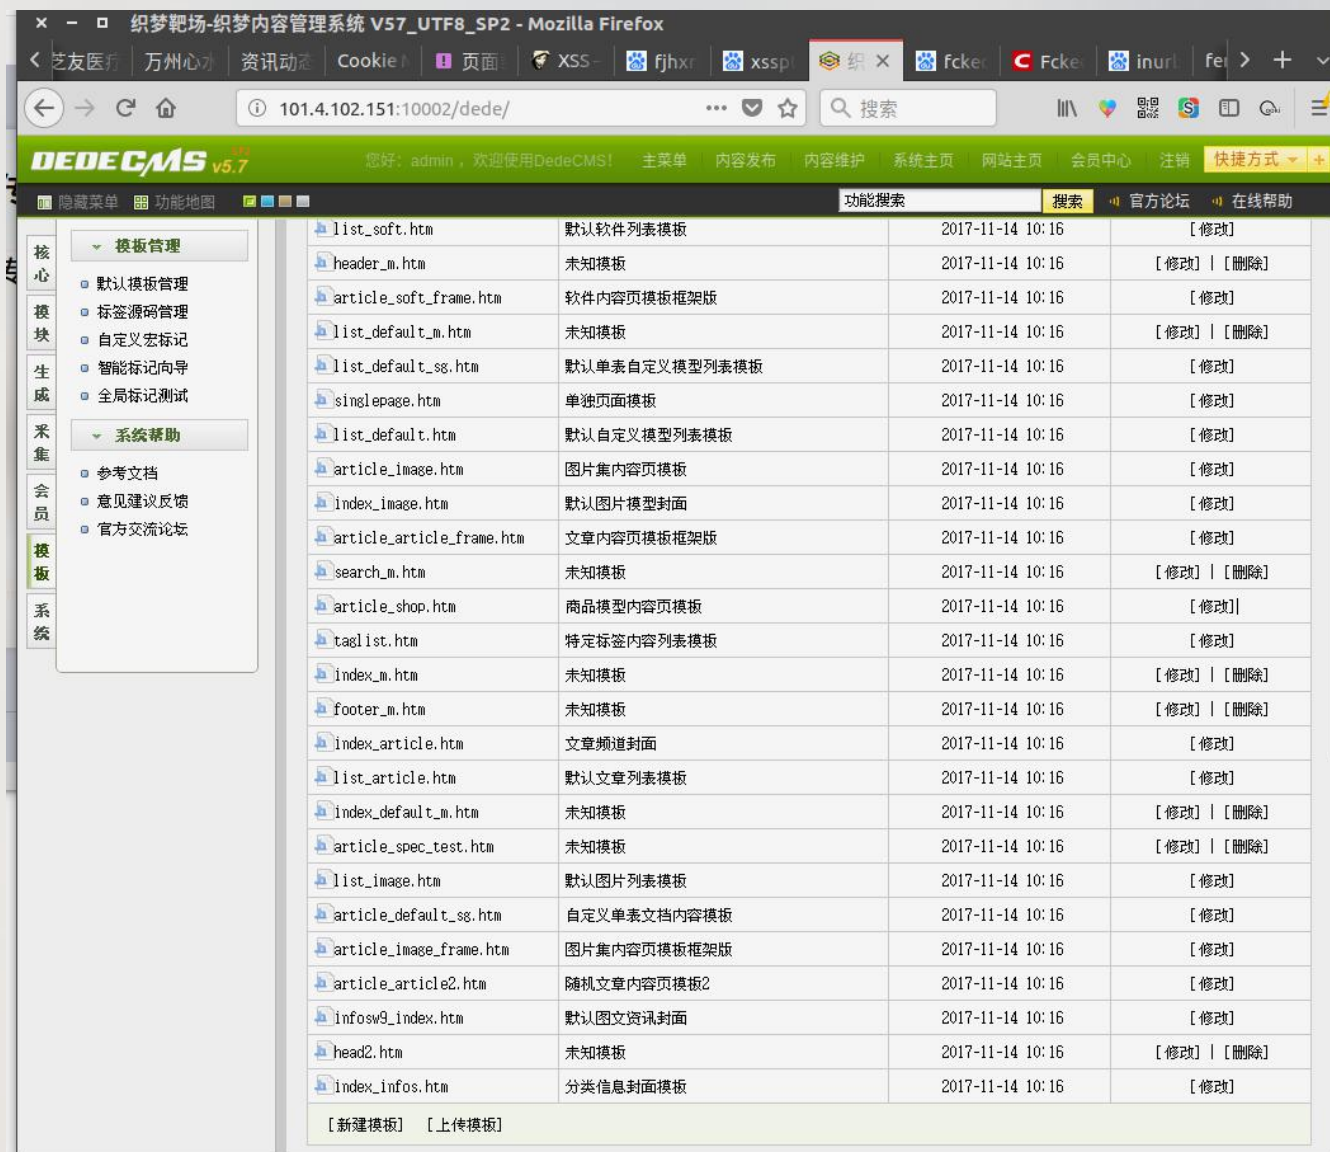 织梦靶场-织梦内容管理系统 V57_UTF8_SP2 - Mozilla Firefox
芝友医疗 万州心水 资讯动态 Cookie 页面 XSS- fjhxr xssp 织 fcke Fcke inurl fe
101.4.102.151:10002/dede/ 搜索
DEDECMS v5.7 SP2 您好: admin ，欢迎使用DedeCMS! 主菜单 内容发布 内容维护 系统主页 网站主页 会员中心 注销 快捷方式 +
隐藏菜单 功能地图 功能搜索 搜索 官方论坛 在线帮助
核心
模块
生成
采集
会员
模板
系统
模板管理
默认模板管理
标签源码管理
自定义宏标记
智能标记向导
全局标记测试
系统帮助
参考文档
意见建议反馈
官方交流论坛
list_soft.htm 默认软件列表模板 2017-11-14 10:16 [修改]
header_m.htm 未知模板 2017-11-14 10:16 [修改] | [删除]
article_soft_frame.htm 软件内容页模板框架版 2017-11-14 10:16 [修改]
list_default_m.htm 未知模板 2017-11-14 10:16 [修改] | [删除]
list_default_sg.htm 默认单表自定义模型列表模板 2017-11-14 10:16 [修改]
singlepage.htm 单独页面模板 2017-11-14 10:16 [修改]
list_default.htm 默认自定义模型列表模板 2017-11-14 10:16 [修改]
article_image.htm 图片集内容页模板 2017-11-14 10:16 [修改]
index_image.htm 默认图片模型封面 2017-11-14 10:16 [修改]
article_article_frame.htm 文章内容页模板框架版 2017-11-14 10:16 [修改]
search_m.htm 未知模板 2017-11-14 10:16 [修改] | [删除]
article_shop.htm 商品模型内容页模板 2017-11-14 10:16 [修改]
taglist.htm 特定标签内容列表模板 2017-11-14 10:16 [修改]
index_m.htm 未知模板 2017-11-14 10:16 [修改] | [删除]
footer_m.htm 未知模板 2017-11-14 10:16 [修改] | [删除]
index_article.htm 文章频道封面 2017-11-14 10:16 [修改]
list_article.htm 默认文章列表模板 2017-11-14 10:16 [修改]
index_default_m.htm 未知模板 2017-11-14 10:16 [修改] | [删除]
article_spec_test.htm 未知模板 2017-11-14 10:16 [修改] | [删除]
list_image.htm 默认图片列表模板 2017-11-14 10:16 [修改]
article_default_sg.htm 自定义单表文档内容模板 2017-11-14 10:16 [修改]
article_image_frame.htm 图片集内容页模板框架版 2017-11-14 10:16 [修改]
article_article2.htm 随机文章内容页模板2 2017-11-14 10:16 [修改]
infosw9_index.htm 默认图文资讯封面 2017-11-14 10:16 [修改]
head2.htm 未知模板 2017-11-14 10:16 [修改] | [删除]
index_infos.htm 分类信息封面模板 2017-11-14 10:16 [修改]
[新建模板] [上传模板]